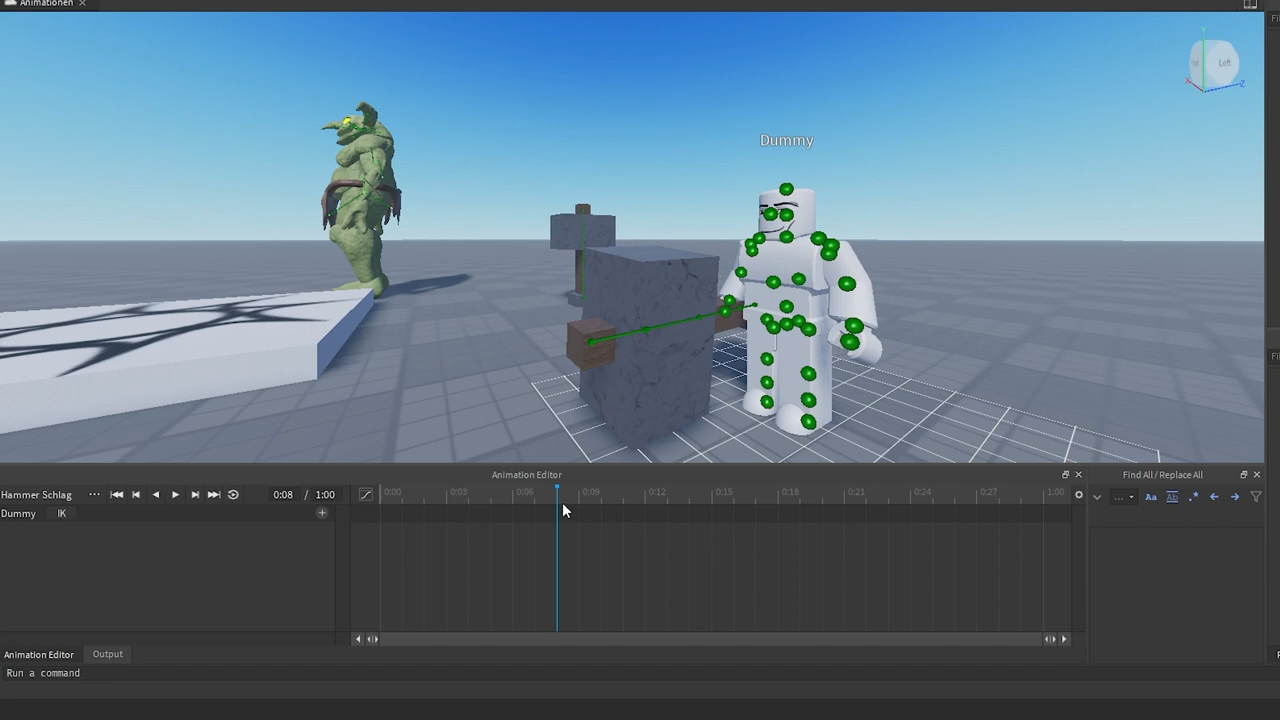 Animationen
Left
Dummy
Animation Editor
Find All / Replace All
Hammer Schlag ... 0:08 / 1:00
0:00 0:03 0:06 0:09 0:12 0:15 0:18 0:21 0:24 0:27 1:00
... Aa Ab .*
Dummy IK
Animation Editor Output
Run a command